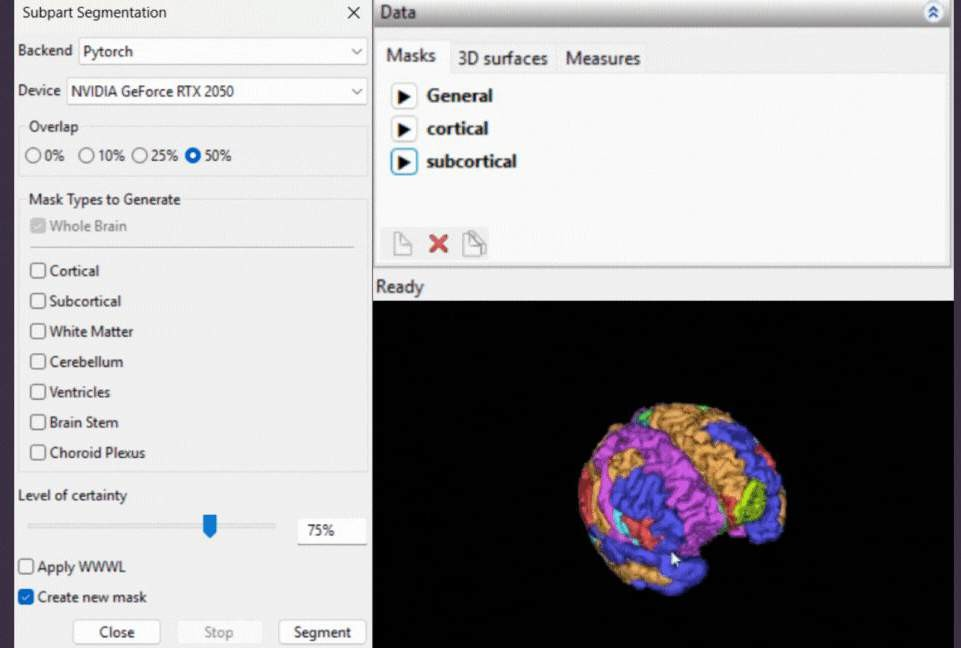 Subpart Segmentation
Backend Pytorch
Device NVIDIA GeForce RTX 2050
Overlap
0% 10% 25% 50%
Mask Types to Generate
Whole Brain
Cortical
Subcortical
White Matter
Cerebellum
Ventricles
Brain Stem
Choroid Plexus
Level of certainty
75%
Apply WWWL
Create new mask
Close Stop Segment
Data
Masks 3D surfaces Measures
General
cortical
subcortical
Ready